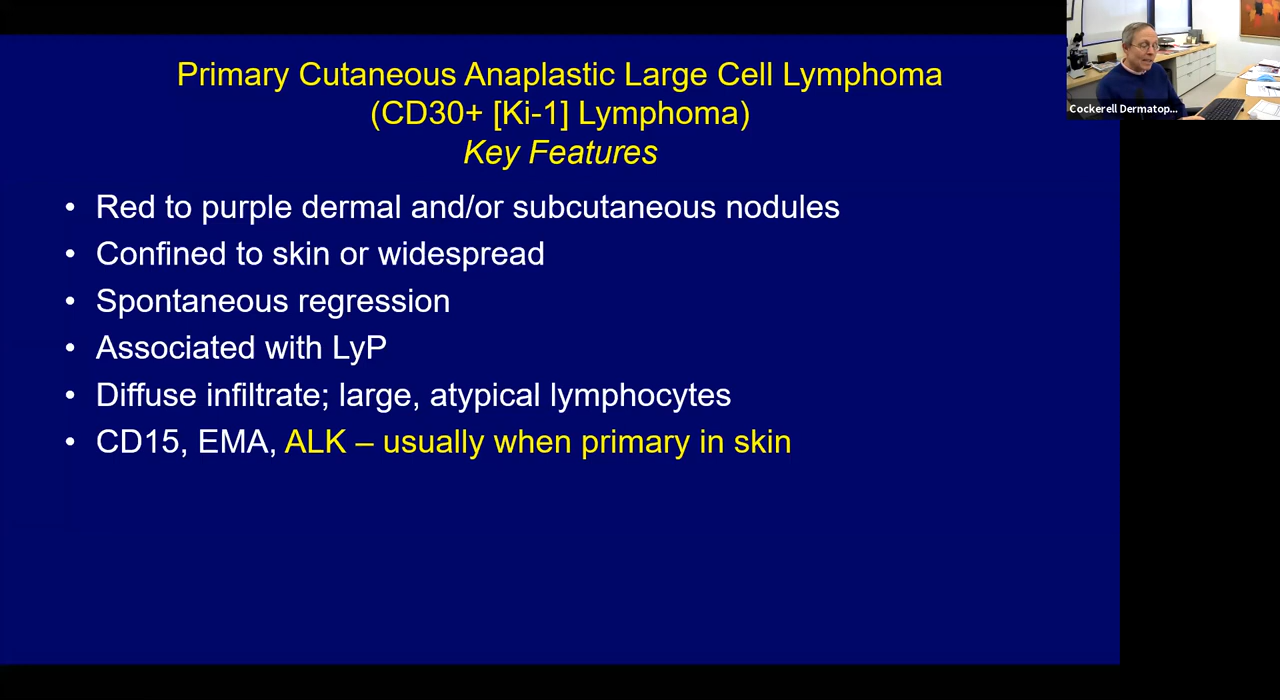 Primary Cutaneous Anaplastic Large Cell Lymphoma
(CD30+ [Ki-1] Lymphoma)
Key Features
• Red to purple dermal and/or subcutaneous nodules
• Confined to skin or widespread
• Spontaneous regression
• Associated with LyP
• Diffuse infiltrate; large, atypical lymphocytes
• CD15, EMA, ALK – usually when primary in skin
Cockerell Dermatop...